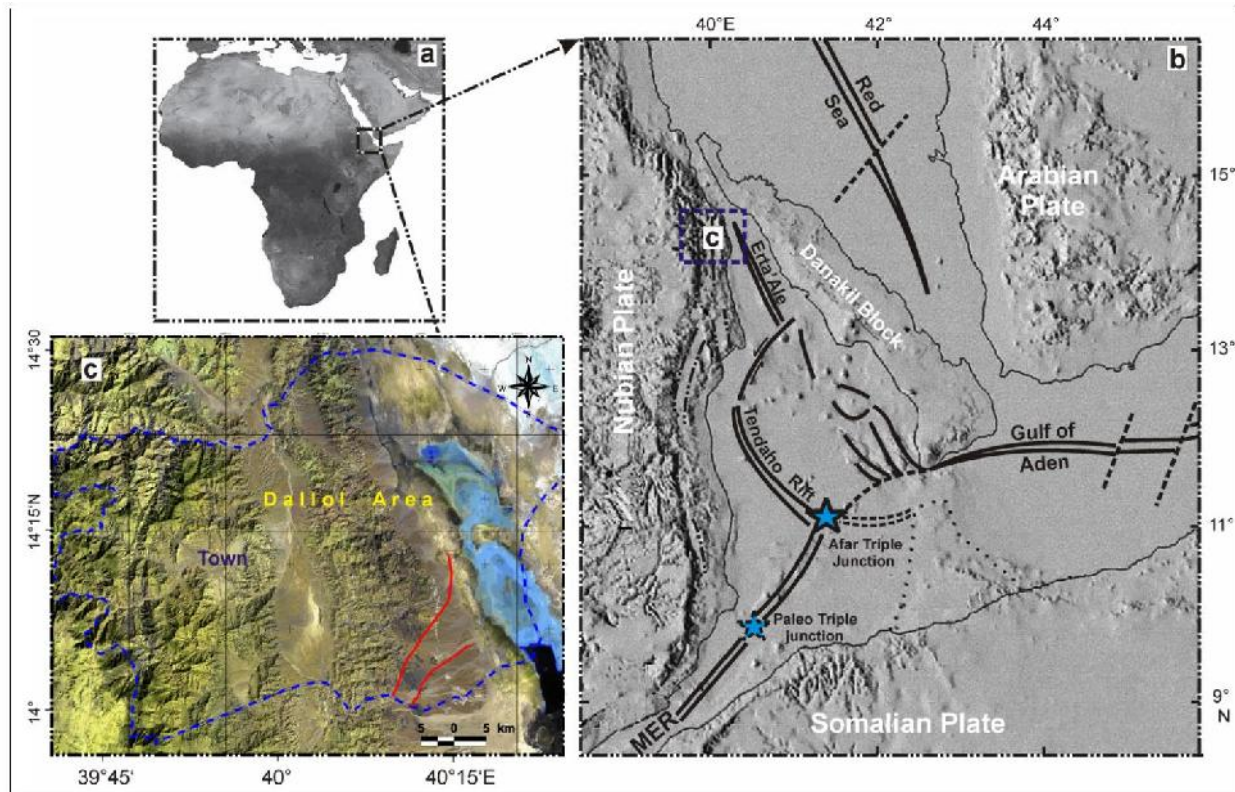 a
40°E
42°
44°
b
Red
Sea
15°
Arabian
Plate
c
Erta'Ale
Danakil Block
Nubian Plate
13°
Tendaho Rift
Gulf of
Aden
11°
Afar Triple
Junction
Paleo Triple
junction
9°
N
MER
Somalian Plate
14°30
c
N
W
E
S
Dallol Area
14°15'N
Town
14°
5 0 5 km
39°45'
40°
40°15'E